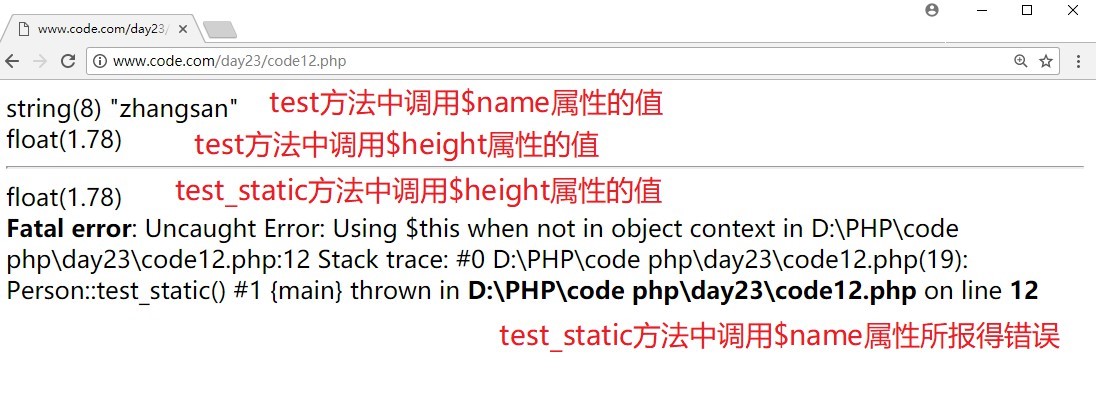 www.code.com/day23/
www.code.com/day23/code12.php
string(8) "zhangsan" test方法中调用$name属性的值
float(1.78) test方法中调用$height属性的值
float(1.78) test_static方法中调用$height属性的值
Fatal error: Uncaught Error: Using $this when not in object context in D:\PHP\code
php\day23\code12.php:12 Stack trace: #0 D:\PHP\code php\day23\code12.php(19):
Person::test_static() #1 {main} thrown in D:\PHP\code php\day23\code12.php on line 12
test_static方法中调用$name属性所报得错误